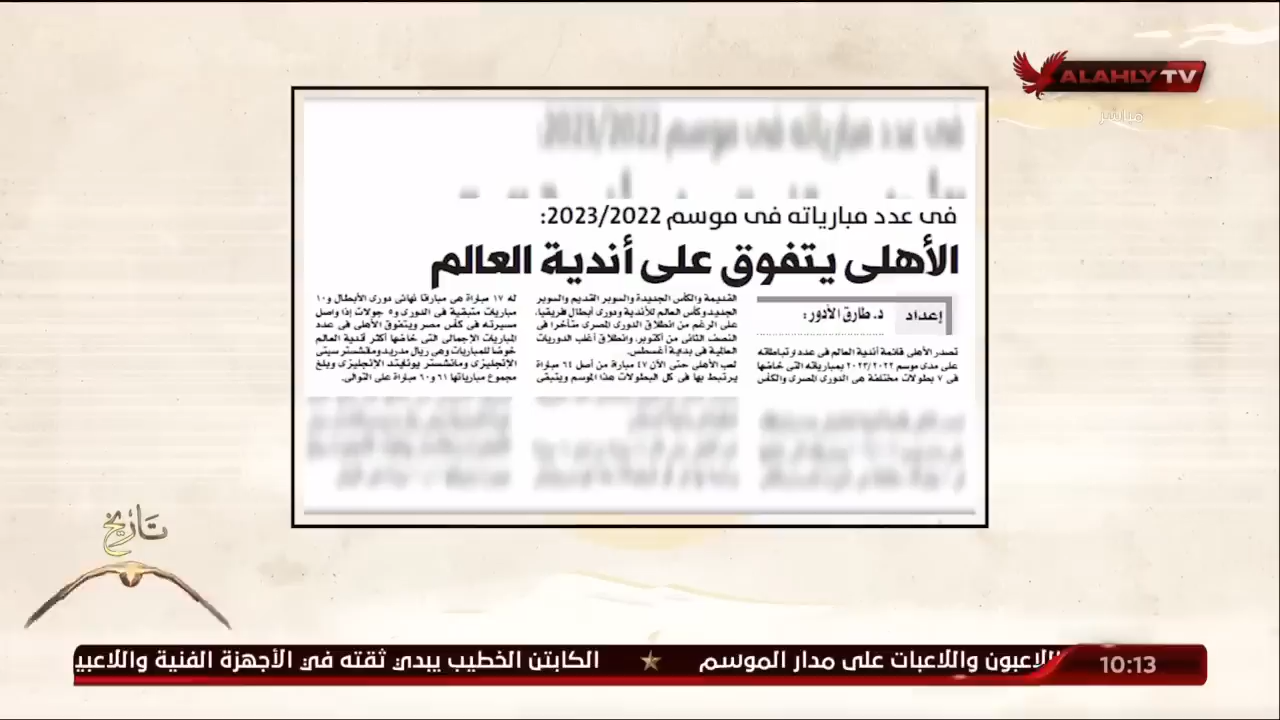 ALAHLY TV
مباشر
فى عدد مبارياته فى موسم 2023/2022:
الأهلى يتفوق على أندية العالم
إعداد
د. طارق الأدور:
تصدر الأهلى قائمة أندية العالم فى عدد ارتباطاته
على مدى موسم ٢٠٢٣/٢٠٢٢ بمبارياته التى خاضها
فى ٧ بطولات مختلفة هى الدورى المصرى والكأس
القديمة والكأس الجديدة والسوبر القديم والسوبر
الجديد وكأس العالم للأندية ودورى أبطال فريقيا،
على الرغم من انطلاق الدورى المصرى متأخرا فى
النصف الثانى من أكتوبر، وانطلاق أغلب الدوريات
العالمية فى بداية أغسطس.
لعب الأهلى حتى الآن ٤٧ مباراة من أصل ٦٤ مباراة
يرتبط بها فى كل البطولات هذا الموسم ويتبقى
له ١٧ مباراة هى مباراتا نهائى دورى الأبطال و١٠
مباريات متبقية فى الدورى و٥ جولات إذا واصل
مسيرته فى كأس مصر ويتفوق الأهلى فى عدد
المباريات الإجمالى التى خاضها أكثر أندية العالم
خوضا للمباريات وهى ريال مدريد ومانشستر سيتى
الإنجليزى ومانشستر يونايتد الإنجليزى وبلغ
مجموع مبارياتها ٦١ و٦٠ مباراة على التوالى.
تاريخ
اللاعبون واللاعبات على مدار الموسم ★ الكابتن الخطيب يبدي ثقته في الأجهزة الفنية واللاعبي
10:13